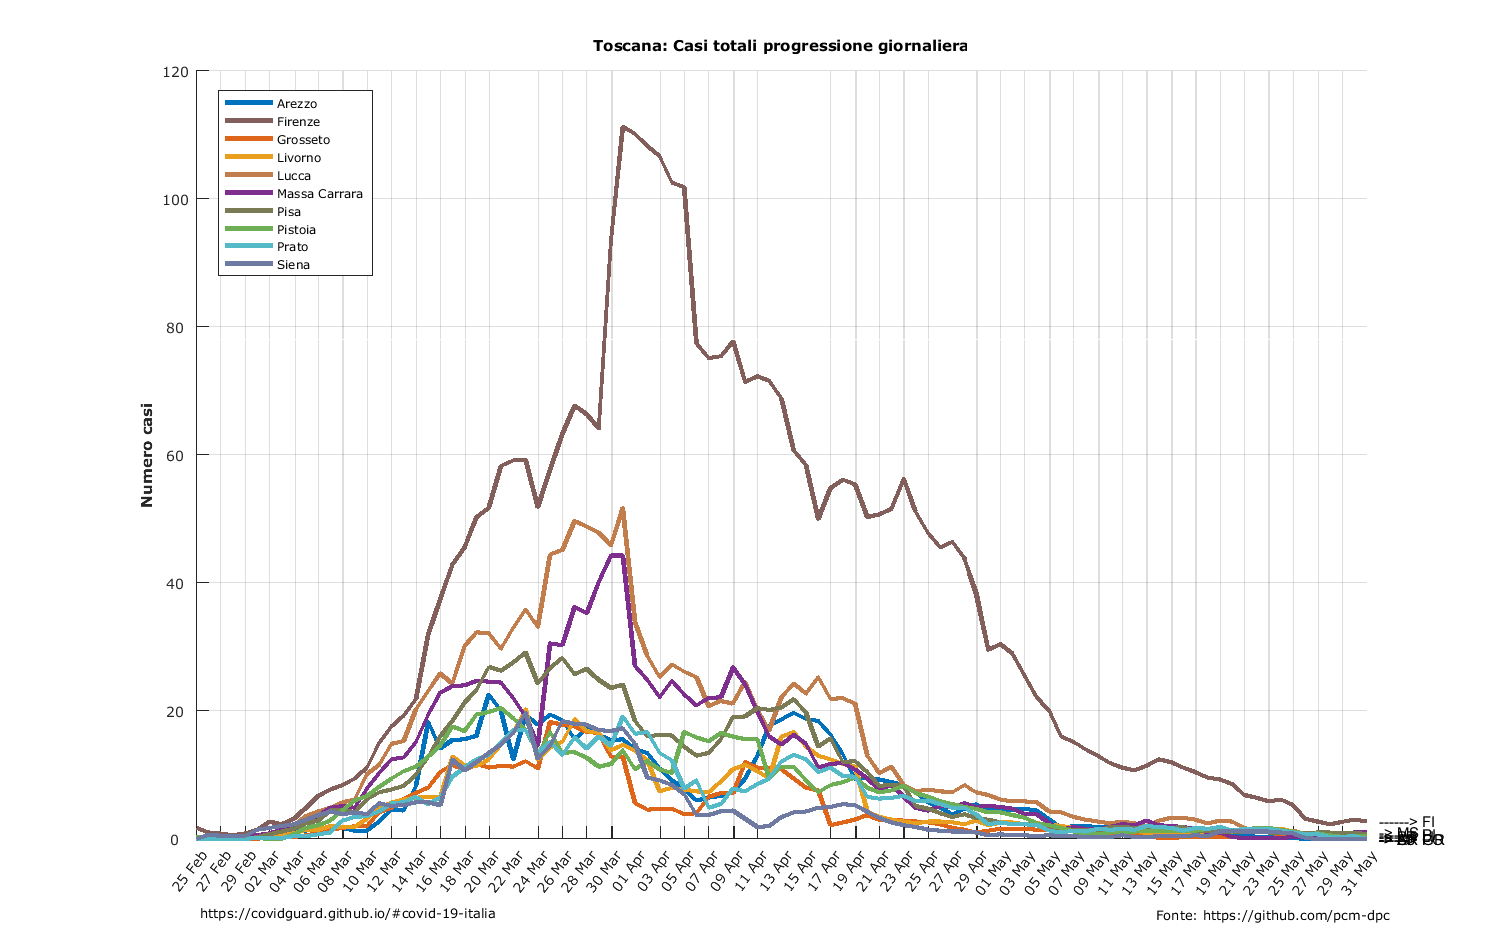 Toscana: Casi totali progressione giornaliera
Numero casi
120
100
80
60
40
20
0
Arezzo
Firenze
Grosseto
Livorno
Lucca
Massa Carrara
Pisa
Pistoia
Prato
Siena
------> FI
25 Feb
27 Feb
29 Feb
02 Mar
04 Mar
06 Mar
08 Mar
10 Mar
12 Mar
14 Mar
16 Mar
18 Mar
20 Mar
22 Mar
24 Mar
26 Mar
28 Mar
30 Mar
01 Apr
03 Apr
05 Apr
07 Apr
09 Apr
11 Apr
13 Apr
15 Apr
17 Apr
19 Apr
21 Apr
23 Apr
25 Apr
27 Apr
29 Apr
01 May
03 May
05 May
07 May
09 May
11 May
13 May
15 May
17 May
19 May
21 May
23 May
25 May
27 May
29 May
31 May
https://covidguard.github.io/#covid-19-italia
Fonte: https://github.com/pcm-dpc